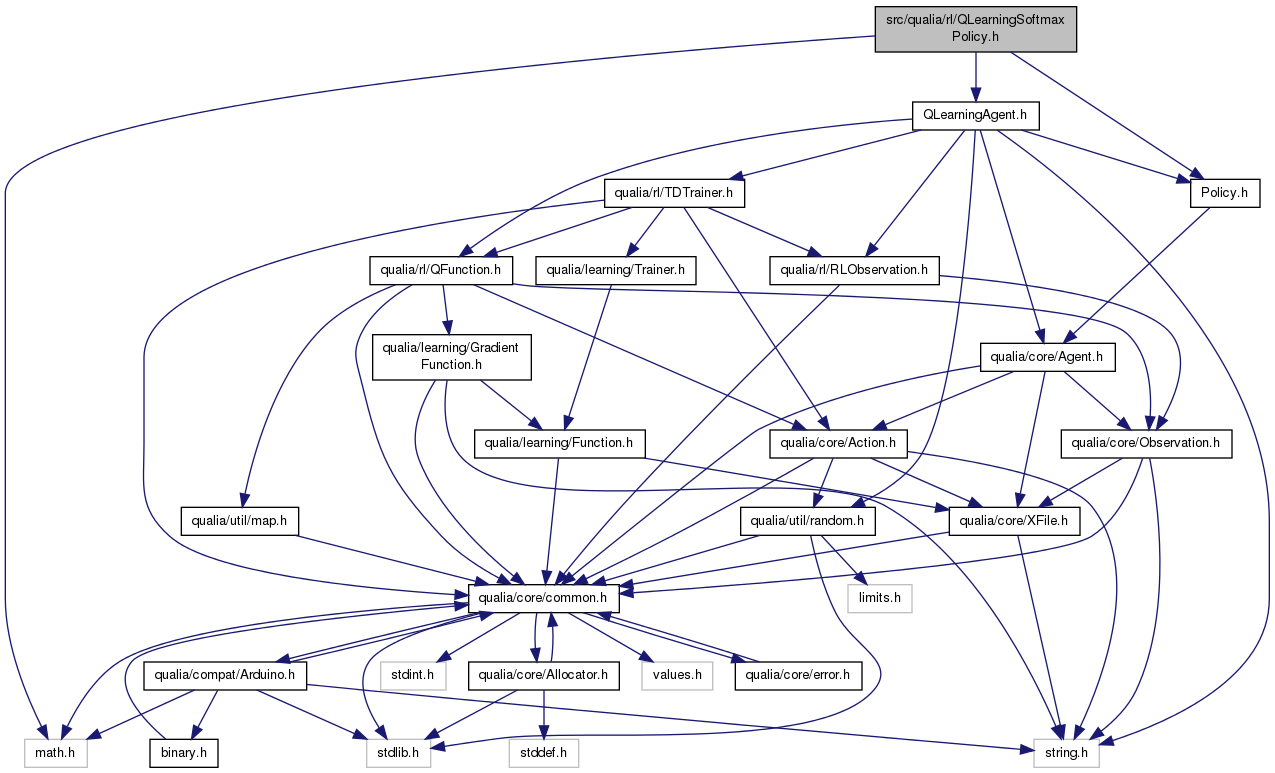 src/qualia/rl/QLearningSoftmax
Policy.h
QLearningAgent.h
qualia/rl/TDTrainer.h
Policy.h
qualia/rl/QFunction.h
qualia/learning/Trainer.h
qualia/rl/RLObservation.h
qualia/learning/Gradient
Function.h
qualia/core/Agent.h
qualia/learning/Function.h
qualia/core/Action.h
qualia/core/Observation.h
qualia/util/map.h
qualia/util/random.h
qualia/core/XFile.h
qualia/core/common.h
limits.h
qualia/compat/Arduino.h
stdint.h
qualia/core/Allocator.h
values.h
qualia/core/error.h
math.h
binary.h
stdlib.h
stddef.h
string.h